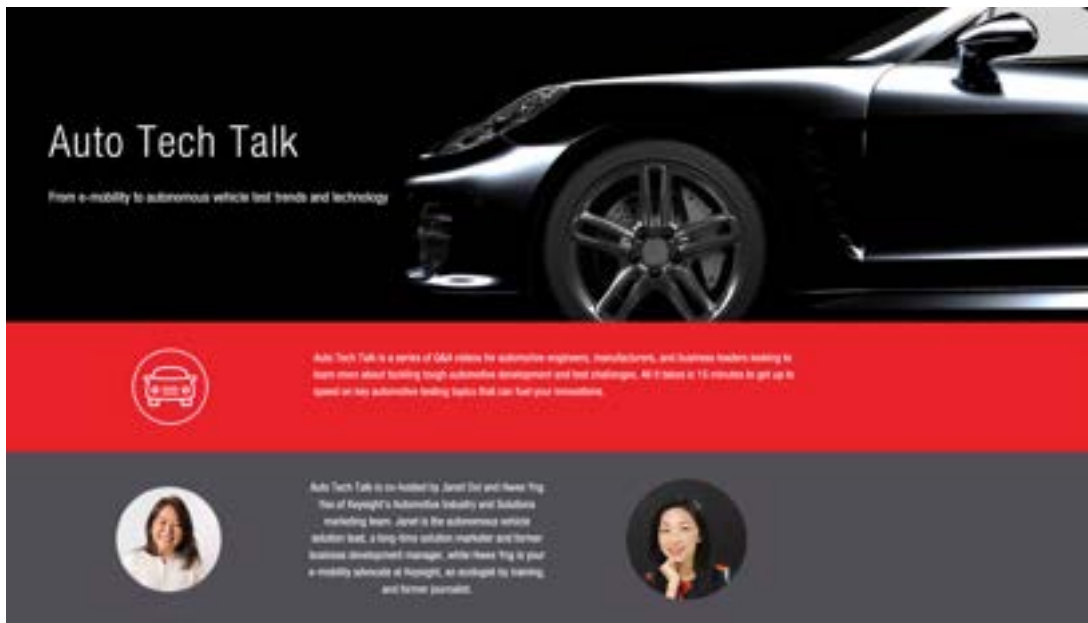 Auto Tech Talk
From e-mobility to autonomous vehicle test trends and technology
Auto Tech Talk is a series of Q&A videos for automotive engineers, manufacturers, and business leaders looking to
learn more about tackling tough automotive development and test challenges. All it takes is 15 minutes to get up to
speed on key automotive testing topics that can fuel your innovations.
Auto Tech Talk is co-hosted by Janet Ooi and Hwee Yng
Yeo of Keysight's Automotive Industry and Solutions
marketing team. Janet is the autonomous vehicle
solution lead, a long-time solution marketer and former
business development manager, while Hwee Yng is your
e-mobility advocate at Keysight, an ecologist by training,
and former journalist.